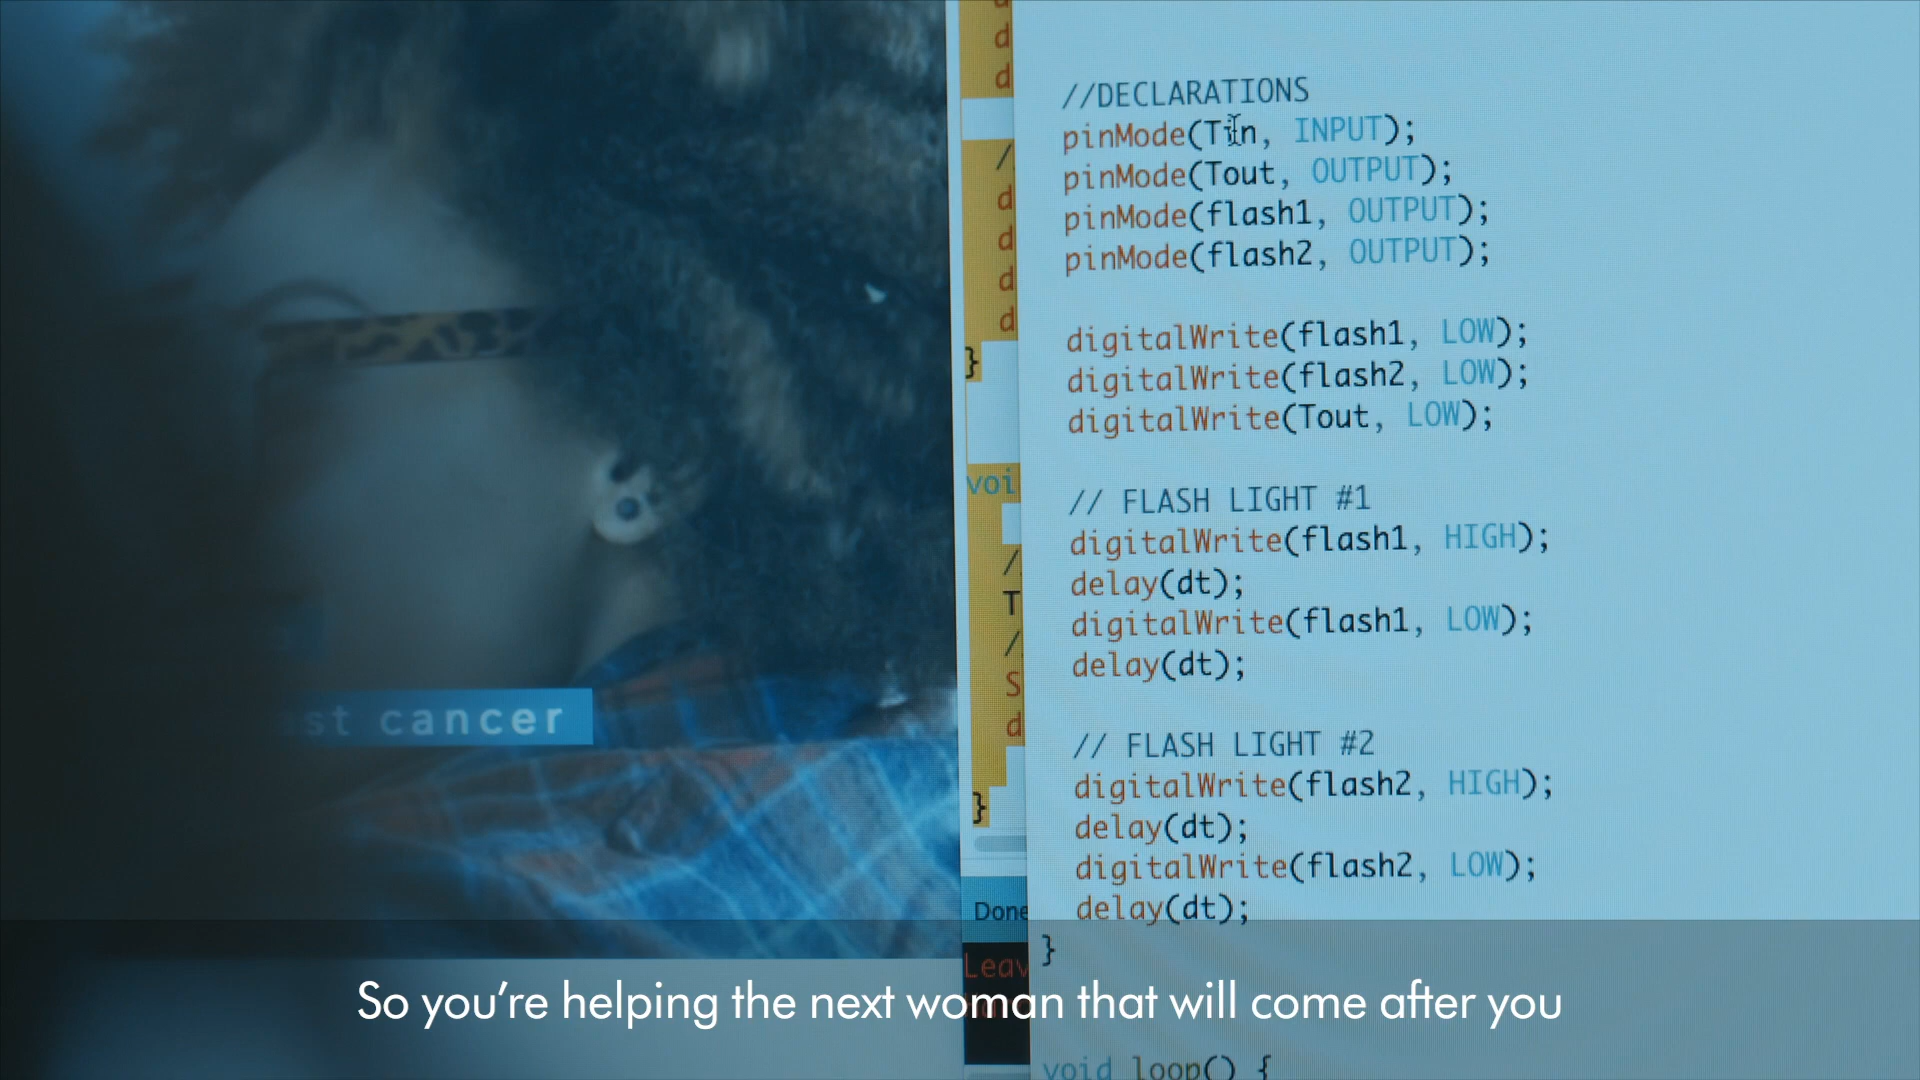 cancer
//DECLARATIONS
pinMode(Tin, INPUT);
pinMode(Tout, OUTPUT);
pinMode(flash1, OUTPUT);
pinMode(flash2, OUTPUT);
digitalWrite(flash1, LOW);
digitalWrite(flash2, LOW);
digitalWrite(Tout, LOW);
// FLASH LIGHT #1
digitalWrite(flash1, HIGH);
delay(dt);
digitalWrite(flash1, LOW);
delay(dt);
// FLASH LIGHT #2
digitalWrite(flash2, HIGH);
delay(dt);
digitalWrite(flash2, LOW);
delay(dt);
}
void loop() {
}
}
Done
So you're helping the next woman that will come after you